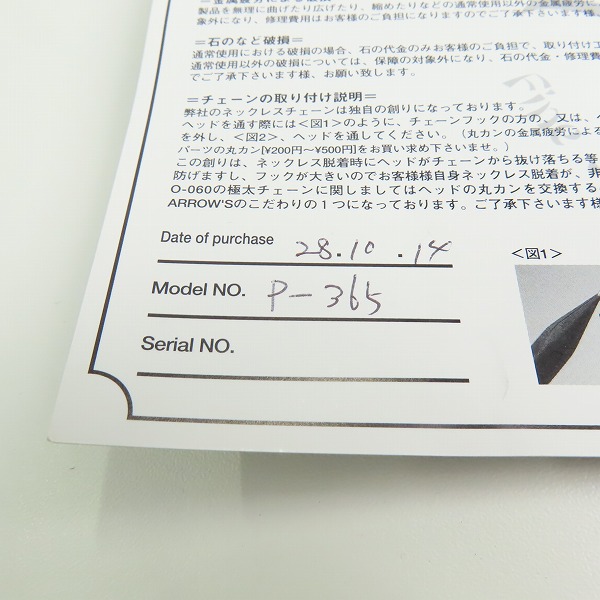 製品を無理に曲げたり広げたり、縮めたりなどの通常使用以外の金属疲労に
象外になり、修理費用はお客様のご負担になりますのでご了承下さいます様
＝石のなど破損＝
通常使用における破損の場合、石の代金のみお客様のご負担で、取り付け工
通常使用以外の破損については、保障の対象外になり、石の代金・修理費
でご了承下さいます様、お願い致します。
＝チェーンの取り付け説明＝
弊社のネックレスチェーンは独自の創りになっております。
ヘッドを通す際には＜図1＞のように、チェーンフックの方の、又は、
を外し、＜図2＞、ヘッドを通してください。（丸カンの金属疲労による
パーツの丸カン[¥200円〜¥500円]をお買い求め下さいませ。）
この創りは、ネックレス脱着時にヘッドがチェーンから抜け落ちる等
防げますし、フックが大きいのでお客様自身ネックレス脱着が、非
O-060の極太チェーンに関しましてはヘッドの丸カンを交換する
ARROW'Sのこだわりの1つになっております。ご了承下さいます様
Date of purchase 28.10.14
＜図1＞
Model NO. P-365
Serial NO.